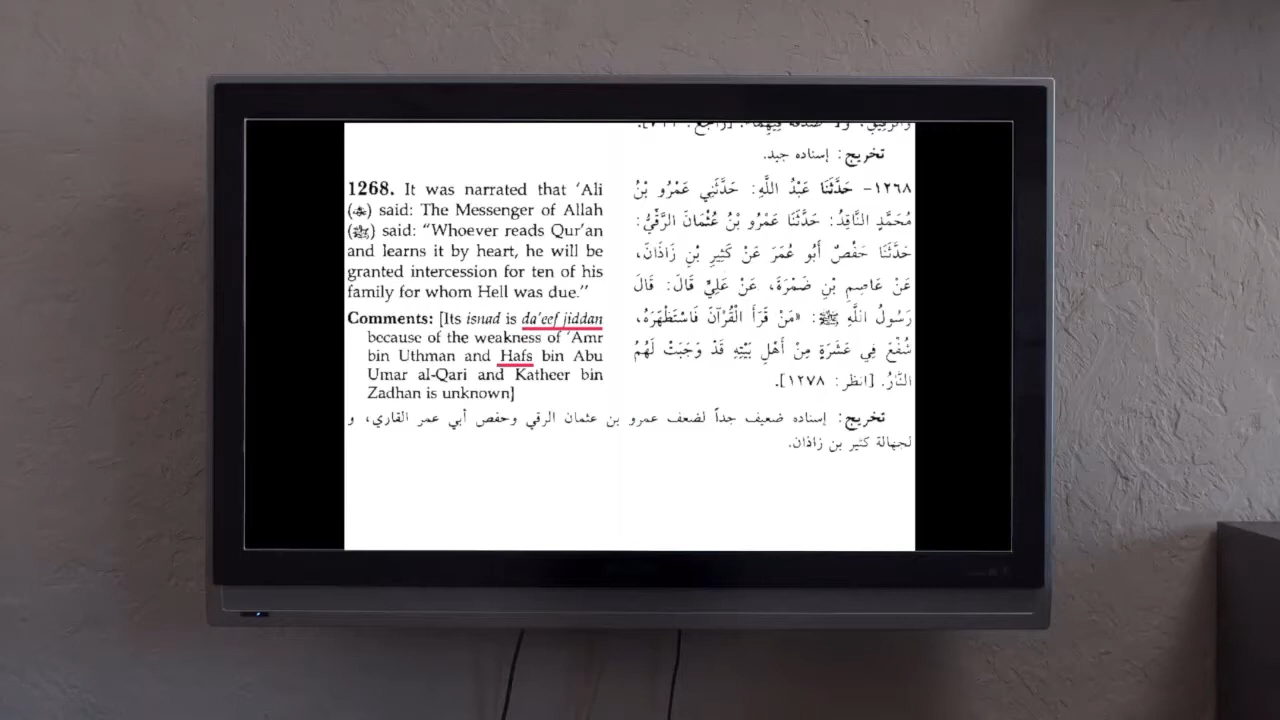 1268. It was narrated that 'Ali
(ﷺ) said: The Messenger of Allah
(ﷺ) said: "Whoever reads Qur'an
and learns it by heart, he will be
granted intercession for ten of his
family for whom Hell was due."
Comments: [Its isnad is da'eef jiddan
because of the weakness of 'Amr
bin Uthman and Hafs bin Abu
Umar al-Qari and Katheer bin
Zadhan is unknown]
تخريج: إسناده جيد.
١٢٦٨- حَدَّثَنَا عَبْدُ اللَّهِ: حَدَّثَنِي عَمْرُو بْنُ
مُحَمَّدٍ النَّاقِدُ: حَدَّثَنَا عَمْرُو بْنُ عُثْمَانَ الرَّقِّيُّ:
حَدَّثَنَا حَفْصٌ أَبُو عُمَرَ عَنْ كَثِيرِ بْنِ زَاذَانَ،
عَنْ عَاصِمِ بْنِ ضَمْرَةَ، عَنْ عَلِيٍّ قَالَ: قَالَ
رَسُولُ اللَّهِ ﷺ: «مَنْ قَرَأَ الْقُرْآنَ فَاسْتَظْهَرَهُ،
شُفِّعَ فِي عَشَرَةٍ مِنْ أَهْلِ بَيْتِهِ قَدْ وَجَبَتْ لَهُمُ
النَّارُ. [انظر: ١٢٧٨].
تخريج: إسناده ضعيف جداً لضعف عمرو بن عثمان الرقي وحفص أبي عمر القاري، و
لجهالة كثير بن زاذان.